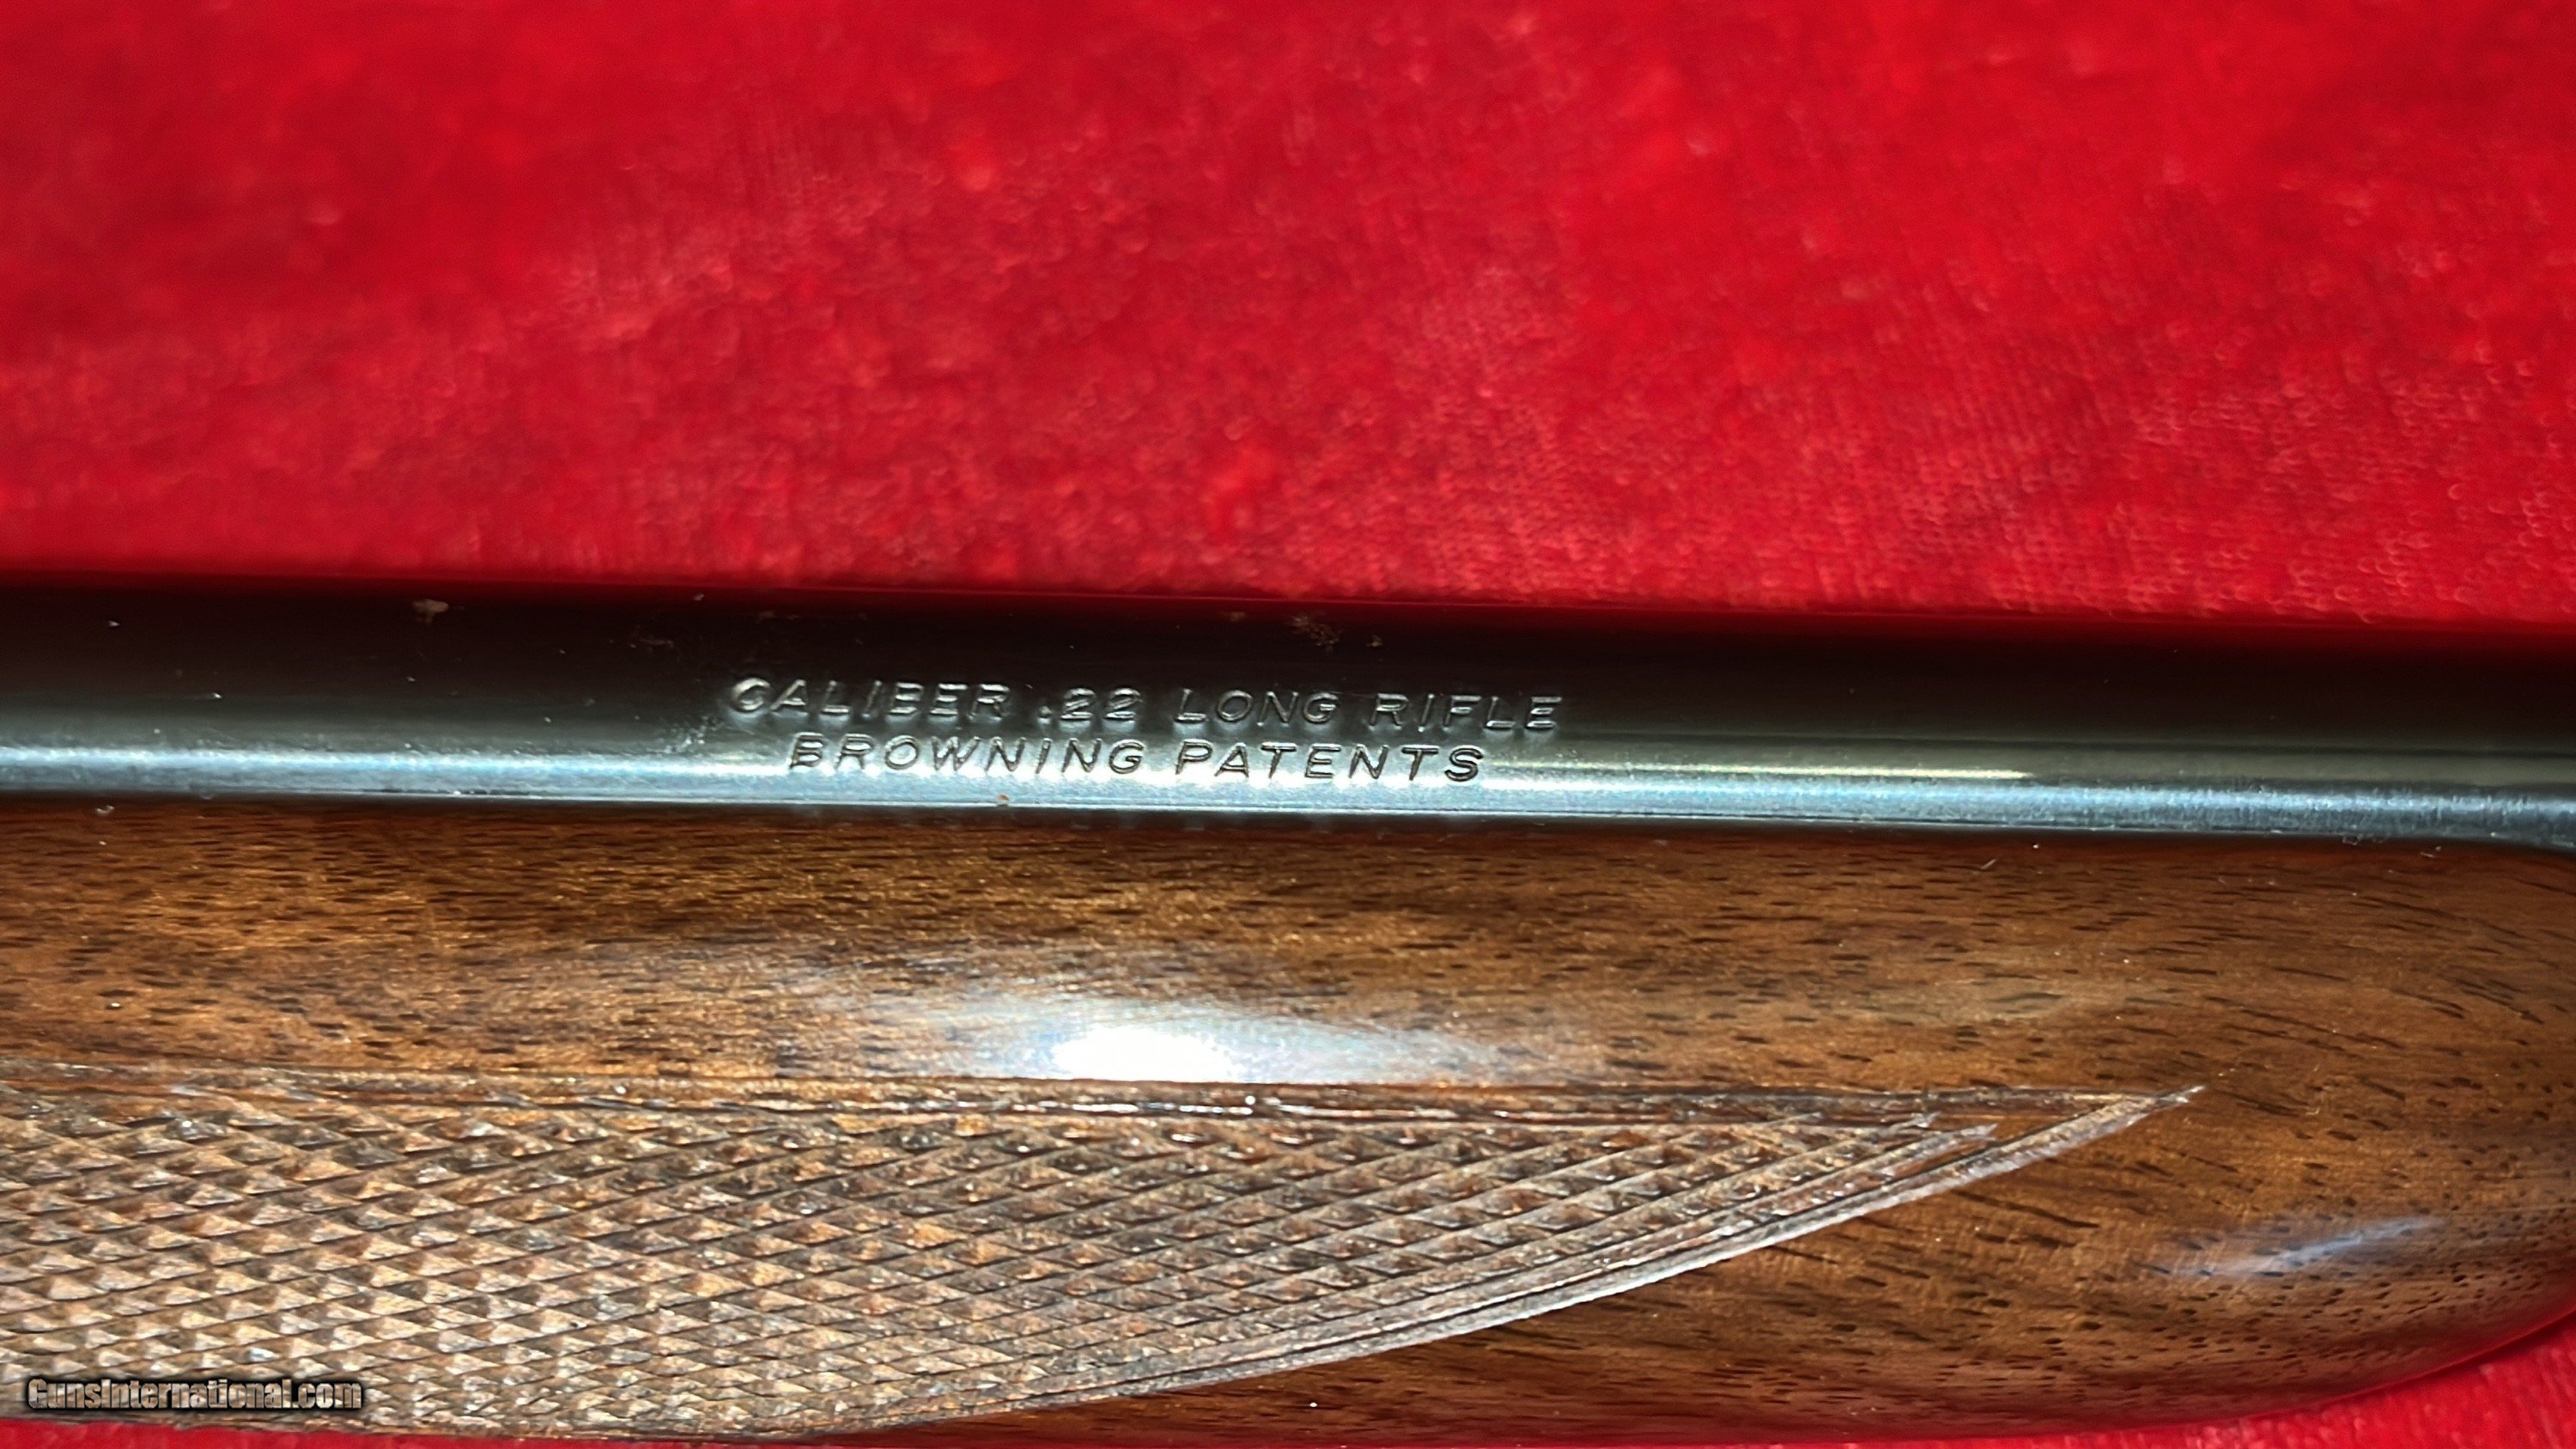 CALIBER .22 LONG RIFLE
BROWNING PATENTS
GunsInternational.com